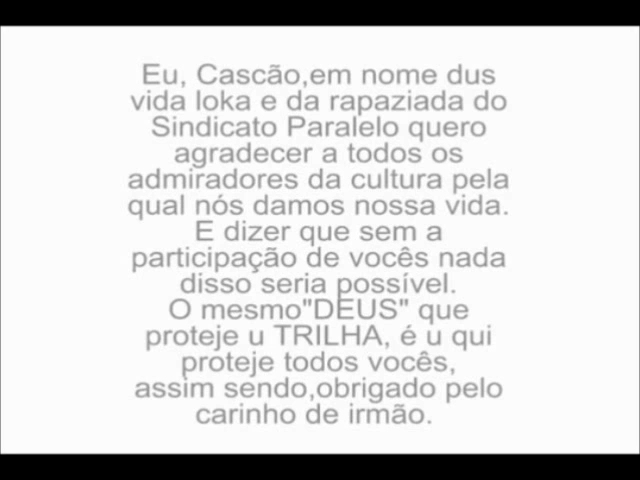 Eu, Cascão,em nome dus
vida loka e da rapaziada do
Sindicato Paralelo quero
agradecer a todos os
admiradores da cultura pela
qual nós damos nossa vida.
E dizer que sem a
participação de vocês nada
disso seria possível.
O mesmo"DEUS" que
proteje u TRILHA, é u qui
proteje todos vocês,
assim sendo,obrigado pelo
carinho de irmão.